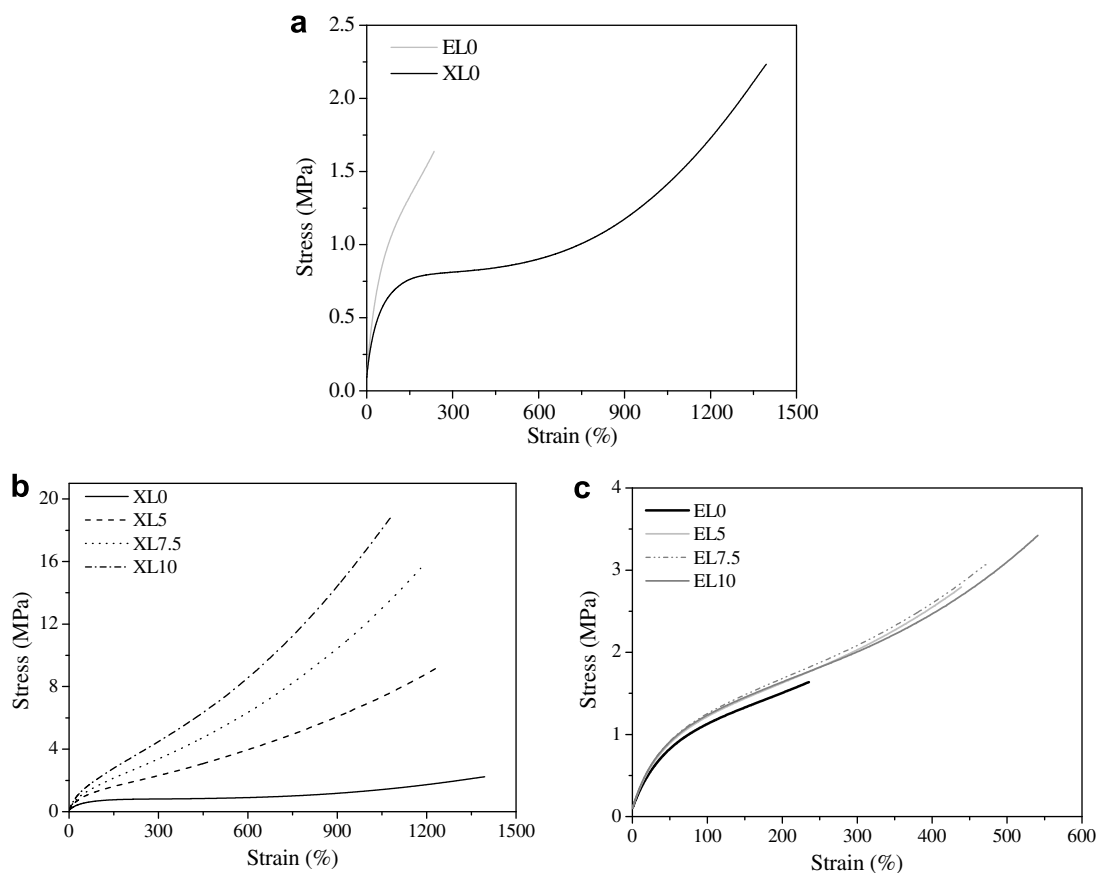 a
2.5
2.0
1.5
1.0
0.5
0.0
Stress (MPa)
EL0
XL0
0 300 600 900 1200 1500
Strain (%)
b
20
16
12
8
4
0
Stress (MPa)
XL0
XL5
XL7.5
XL10
0 300 600 900 1200 1500
Strain (%)
c
4
3
2
1
0
Stress (MPa)
EL0
EL5
EL7.5
EL10
0 100 200 300 400 500 600
Strain (%)